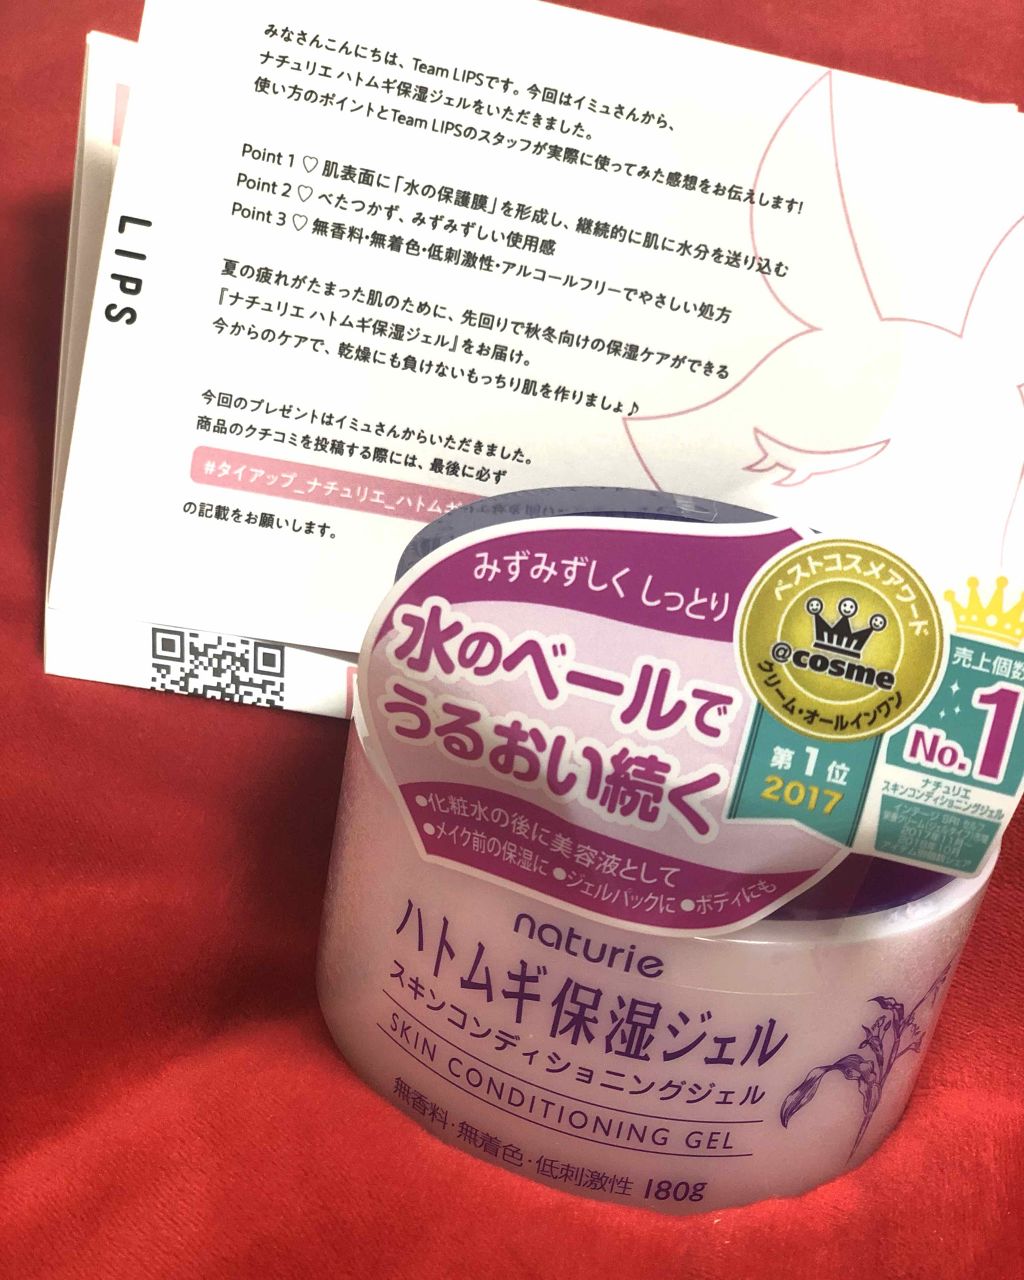 みなさんこんにちは、Team LIPSです。今回はイミュさんから、
ナチュリエ ハトムギ保湿ジェルをいただきました。
使い方のポイントとTeam LIPSのスタッフが実際に使ってみた感想をお伝えします!
Point 1 ♡ 肌表面に「水の保護膜」を形成し、継続的に肌に水分を送り込む
Point 2 ♡ べたつかず、みずみずしい使用感
Point 3 ♡ 無香料・無着色・低刺激性・アルコールフリーでやさしい処方
夏の疲れがたまった肌のために、先回りで秋冬向けの保湿ケアができる
『ナチュリエ ハトムギ保湿ジェル』をお届け。
今からのケアで、乾燥にも負けないもっちり肌を作りましょ♪
今回のプレゼントはイミュさんからいただきました。
商品のクチコミを投稿する際には、最後に必ず
#タイアップ_ナチュリエ_ハトムギ
の記載をお願いします。
LIPS
みずみずしく しっとり
水のベールで
うるおい続く
●化粧水の後に美容液として
●メイク前の保湿に ●ジェルパックに ●ボディにも
ベストコスメアワード
@cosme
クリーム・オールインワン
第1位
2017
売上個数
No.1
ナチュリエ
スキンコンディショニングジェル
naturie
ハトムギ保湿ジェル
スキンコンディショニングジェル
SKIN CONDITIONING GEL
無香料・無着色・低刺激性 180g